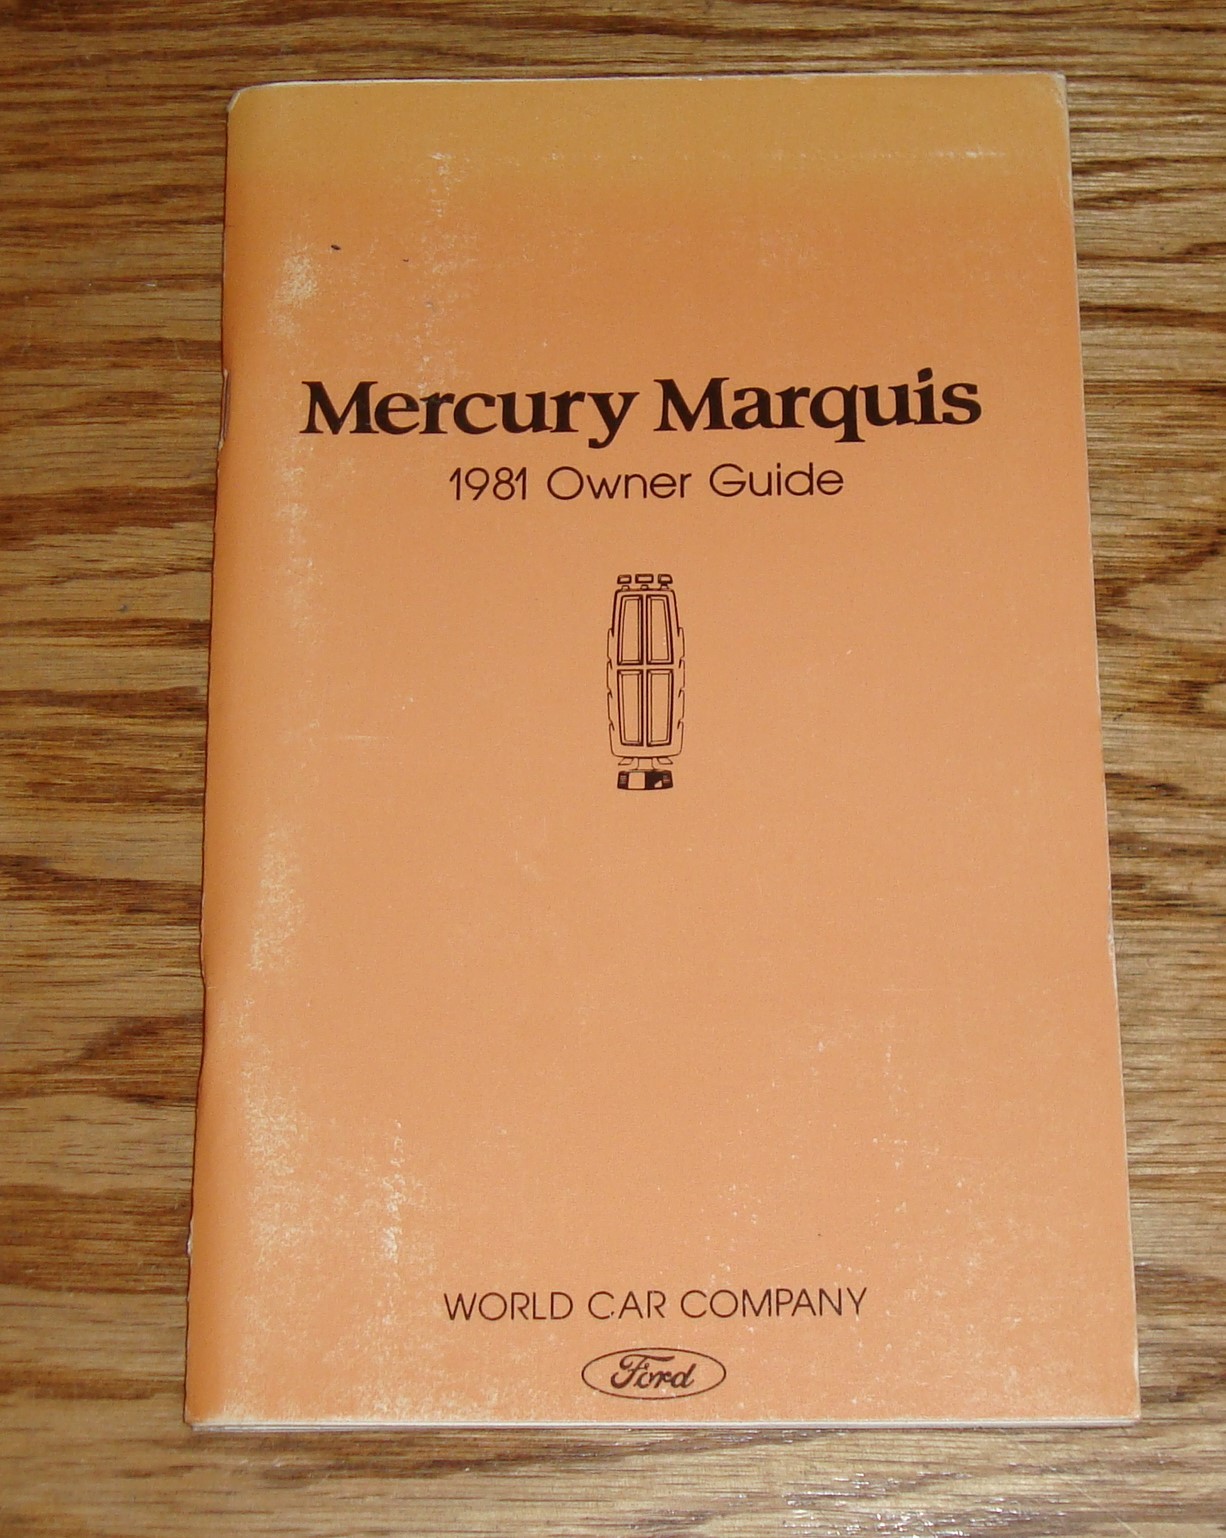 Mercury Marquis
1981 Owner Guide
WORLD CAR COMPANY
Ford